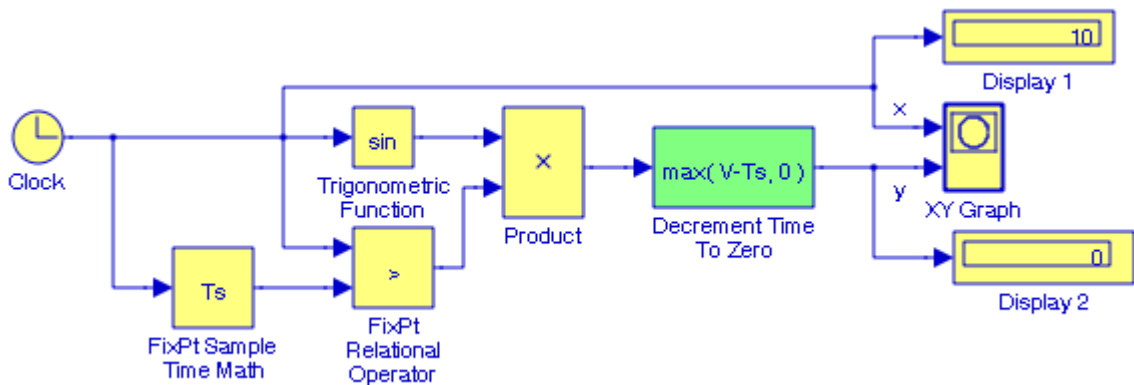 10
Display 1
x
sin
×
max( V-Ts, 0 )
Clock
Trigonometric
Function
y
XY Graph
Product
Decrement Time
To Zero
>
Ts
0
Display 2
FixPt Sample
Time Math
FixPt
Relational
Operator